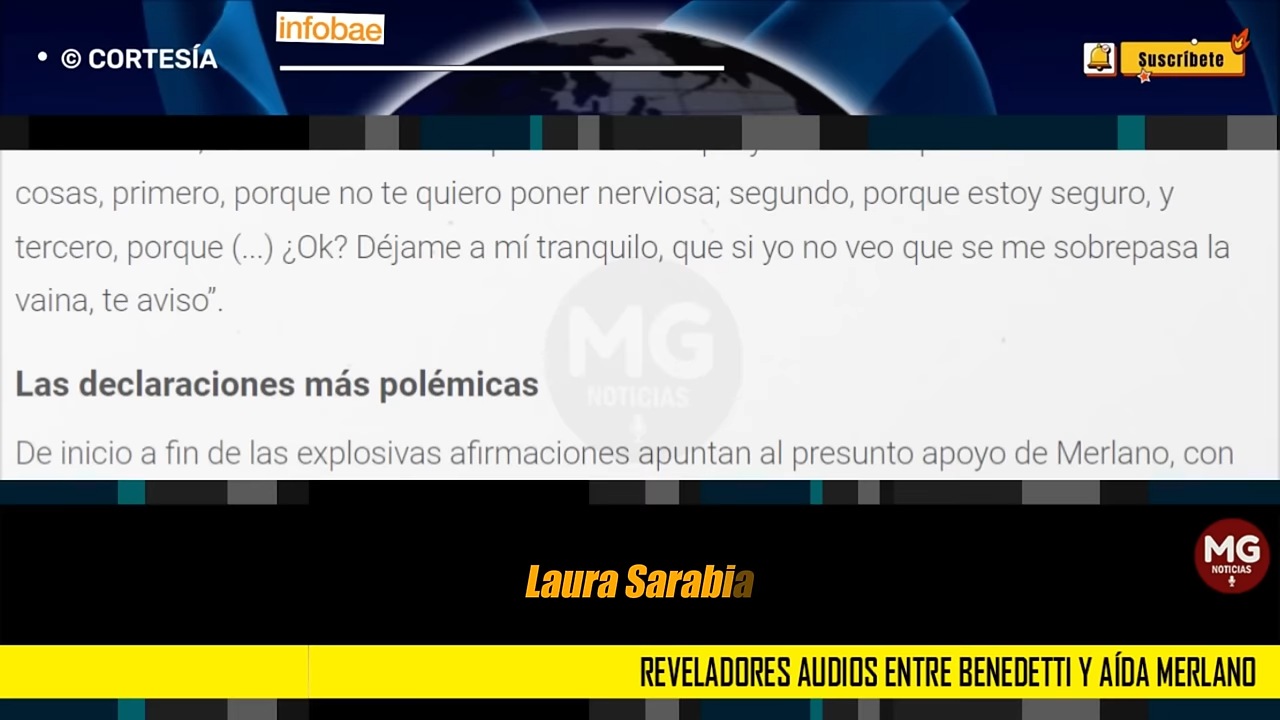 infobae
• © CORTESÍA
Suscríbete
cosas, primero, porque no te quiero poner nerviosa; segundo, porque estoy seguro, y
tercero, porque (...) ¿Ok? Déjame a mí tranquilo, que si yo no veo que se me sobrepasa la
vaina, te aviso”.
MG
NOTICIAS
Las declaraciones más polémicas
De inicio a fin de las explosivas afirmaciones apuntan al presunto apoyo de Merlano, con
MG
NOTICIAS
Laura Sarabia
REVELADORES AUDIOS ENTRE BENEDETTI Y AÍDA MERLANO